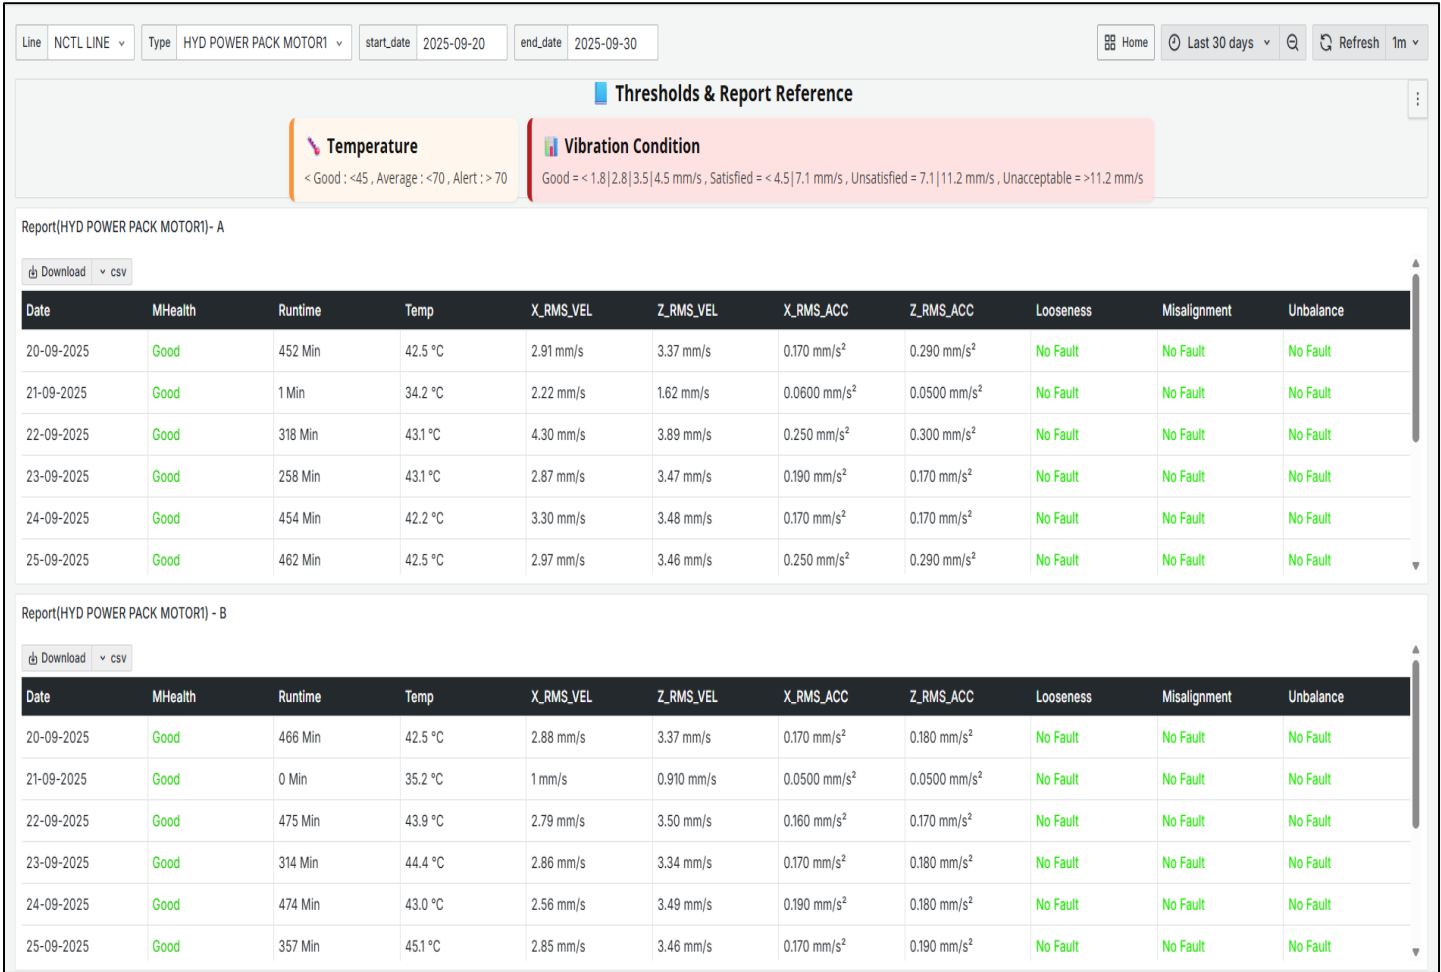 Line NCTL LINE Type HYD POWER PACK MOTOR1 start_date 2025-09-20 end_date 2025-09-30 Home Last 30 days Refresh 1m
Thresholds & Report Reference
Temperature
< Good : <45 , Average : <70 , Alert : > 70
Vibration Condition
Good = < 1.8|2.8|3.5|4.5 mm/s , Satisfied = < 4.5|7.1 mm/s , Unsatisfied = 7.1|11.2 mm/s , Unacceptable = >11.2 mm/s
Report(HYD POWER PACK MOTOR1)- A
Download csv
Date MHealth Runtime Temp X_RMS_VEL Z_RMS_VEL X_RMS_ACC Z_RMS_ACC Looseness Misalignment Unbalance
20-09-2025 Good 452 Min 42.5 °C 2.91 mm/s 3.37 mm/s 0.170 mm/s² 0.290 mm/s² No Fault No Fault No Fault
21-09-2025 Good 1 Min 34.2 °C 2.22 mm/s 1.62 mm/s 0.0600 mm/s² 0.0500 mm/s² No Fault No Fault No Fault
22-09-2025 Good 318 Min 43.1 °C 4.30 mm/s 3.89 mm/s 0.250 mm/s² 0.300 mm/s² No Fault No Fault No Fault
23-09-2025 Good 258 Min 43.1 °C 2.87 mm/s 3.47 mm/s 0.190 mm/s² 0.170 mm/s² No Fault No Fault No Fault
24-09-2025 Good 454 Min 42.2 °C 3.30 mm/s 3.48 mm/s 0.170 mm/s² 0.170 mm/s² No Fault No Fault No Fault
25-09-2025 Good 462 Min 42.5 °C 2.97 mm/s 3.46 mm/s 0.250 mm/s² 0.290 mm/s² No Fault No Fault No Fault
Report(HYD POWER PACK MOTOR1) - B
Download csv
Date MHealth Runtime Temp X_RMS_VEL Z_RMS_VEL X_RMS_ACC Z_RMS_ACC Looseness Misalignment Unbalance
20-09-2025 Good 466 Min 42.5 °C 2.88 mm/s 3.37 mm/s 0.170 mm/s² 0.180 mm/s² No Fault No Fault No Fault
21-09-2025 Good 0 Min 35.2 °C 1 mm/s 0.910 mm/s 0.0500 mm/s² 0.0500 mm/s² No Fault No Fault No Fault
22-09-2025 Good 475 Min 43.9 °C 2.79 mm/s 3.50 mm/s 0.160 mm/s² 0.170 mm/s² No Fault No Fault No Fault
23-09-2025 Good 314 Min 44.4 °C 2.86 mm/s 3.34 mm/s 0.170 mm/s² 0.180 mm/s² No Fault No Fault No Fault
24-09-2025 Good 474 Min 43.0 °C 2.56 mm/s 3.49 mm/s 0.190 mm/s² 0.180 mm/s² No Fault No Fault No Fault
25-09-2025 Good 357 Min 45.1 °C 2.85 mm/s 3.46 mm/s 0.170 mm/s² 0.190 mm/s² No Fault No Fault No Fault